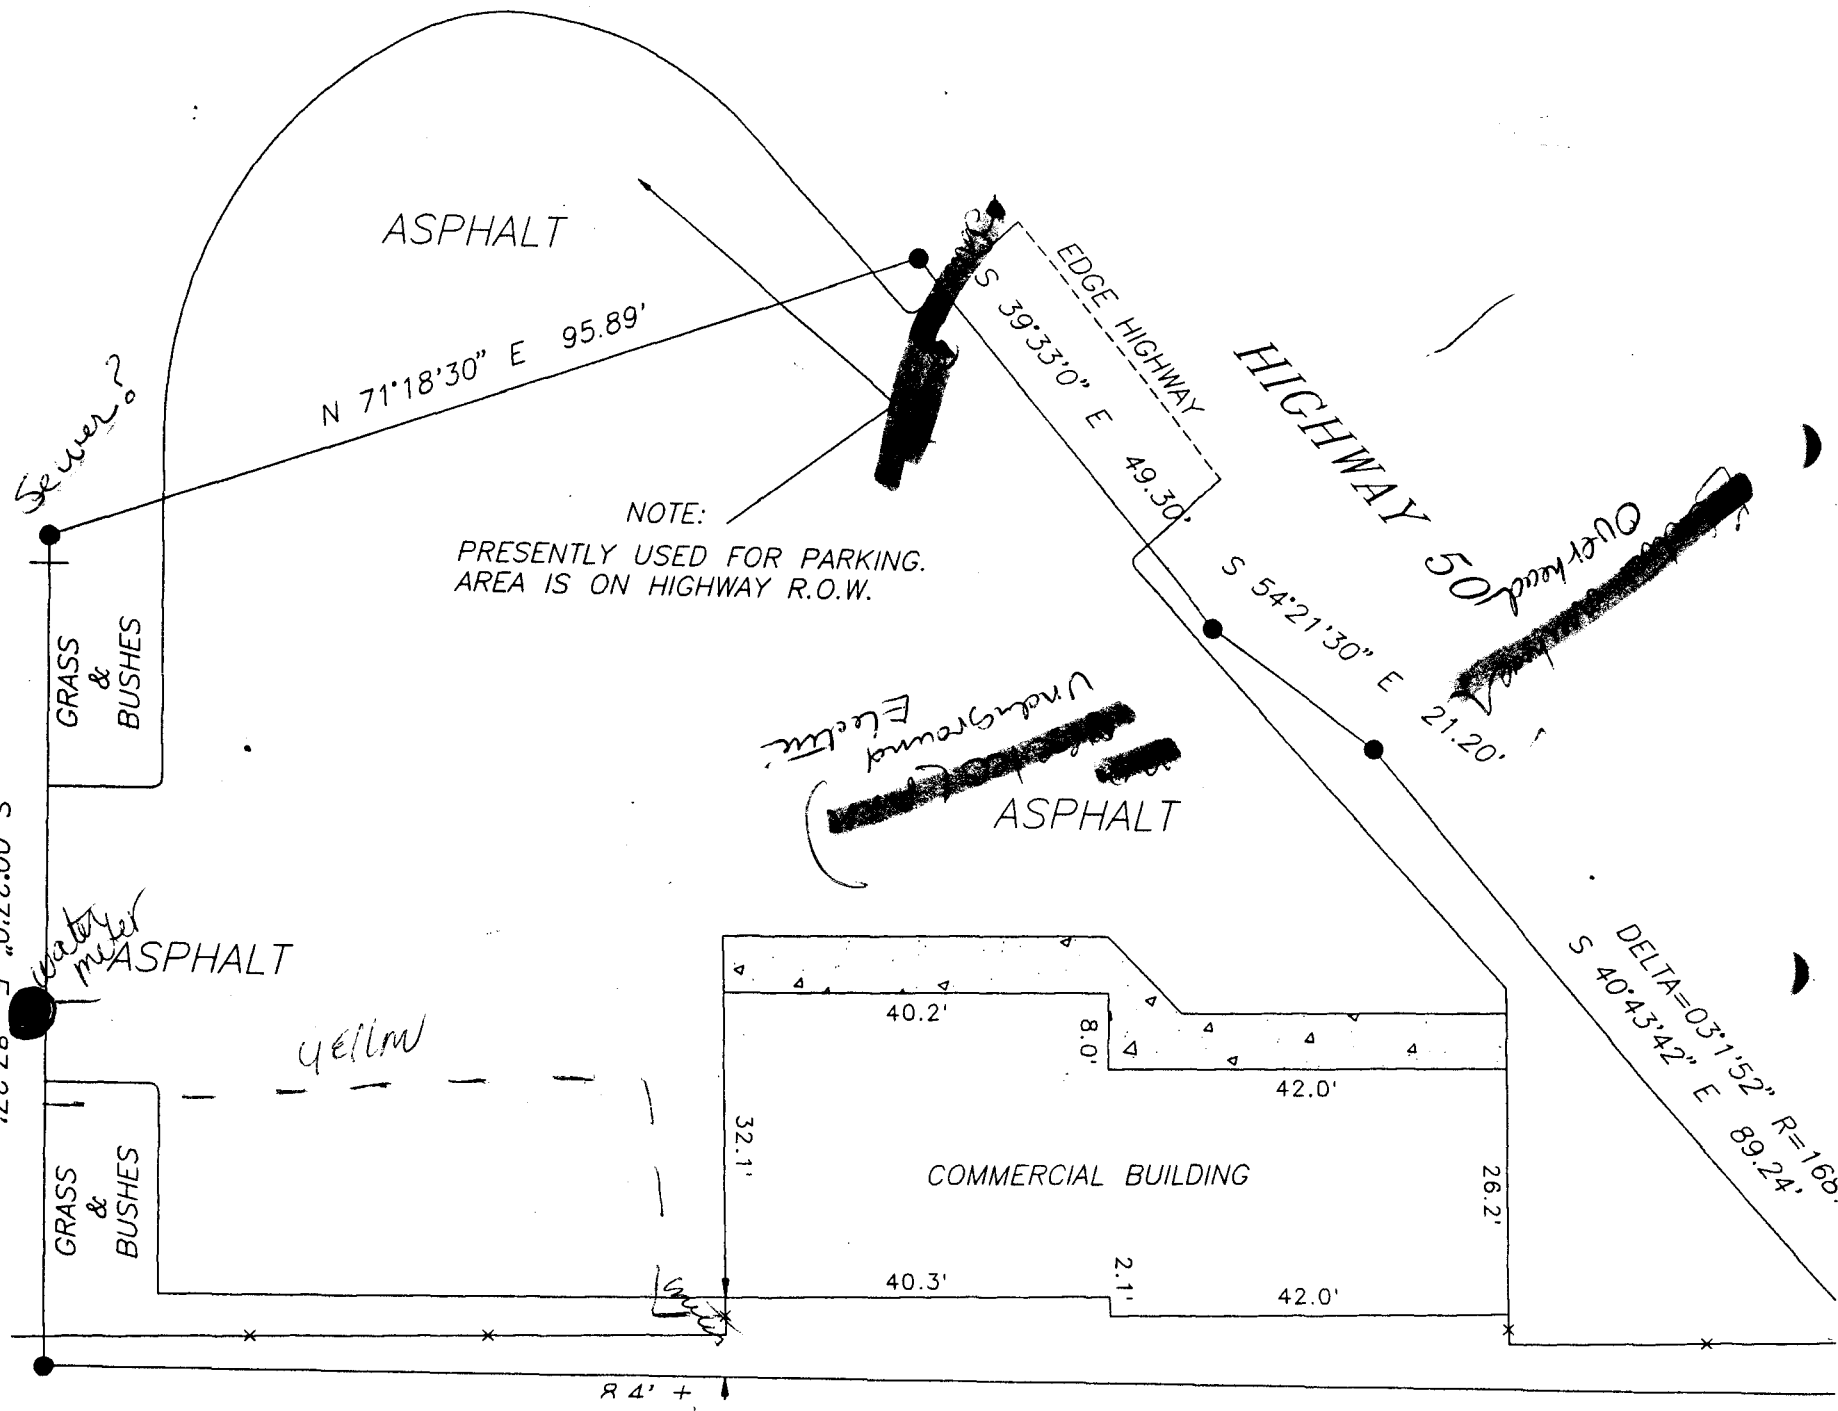 ASPHALT
N 71°18'30" E 95.89'
S 39°33'0" E 49.30'
EDGE HIGHWAY
HIGHWAY 50
Overhead
Sewer?
NOTE:
PRESENTLY USED FOR PARKING.
AREA IS ON HIGHWAY R.O.W.
S 54°21'30" E 21.20'
GRASS
&
BUSHES
UnderGround
Electric
ASPHALT
water
meter
ASPHALT
yellow
DELTA=03°1'52"
S 40°43'42" E 89.24'
40.2'
8.0'
42.0'
32.1'
COMMERCIAL BUILDING
26.2'
GRASS
&
BUSHES
40.3'
2.1'
42.0'